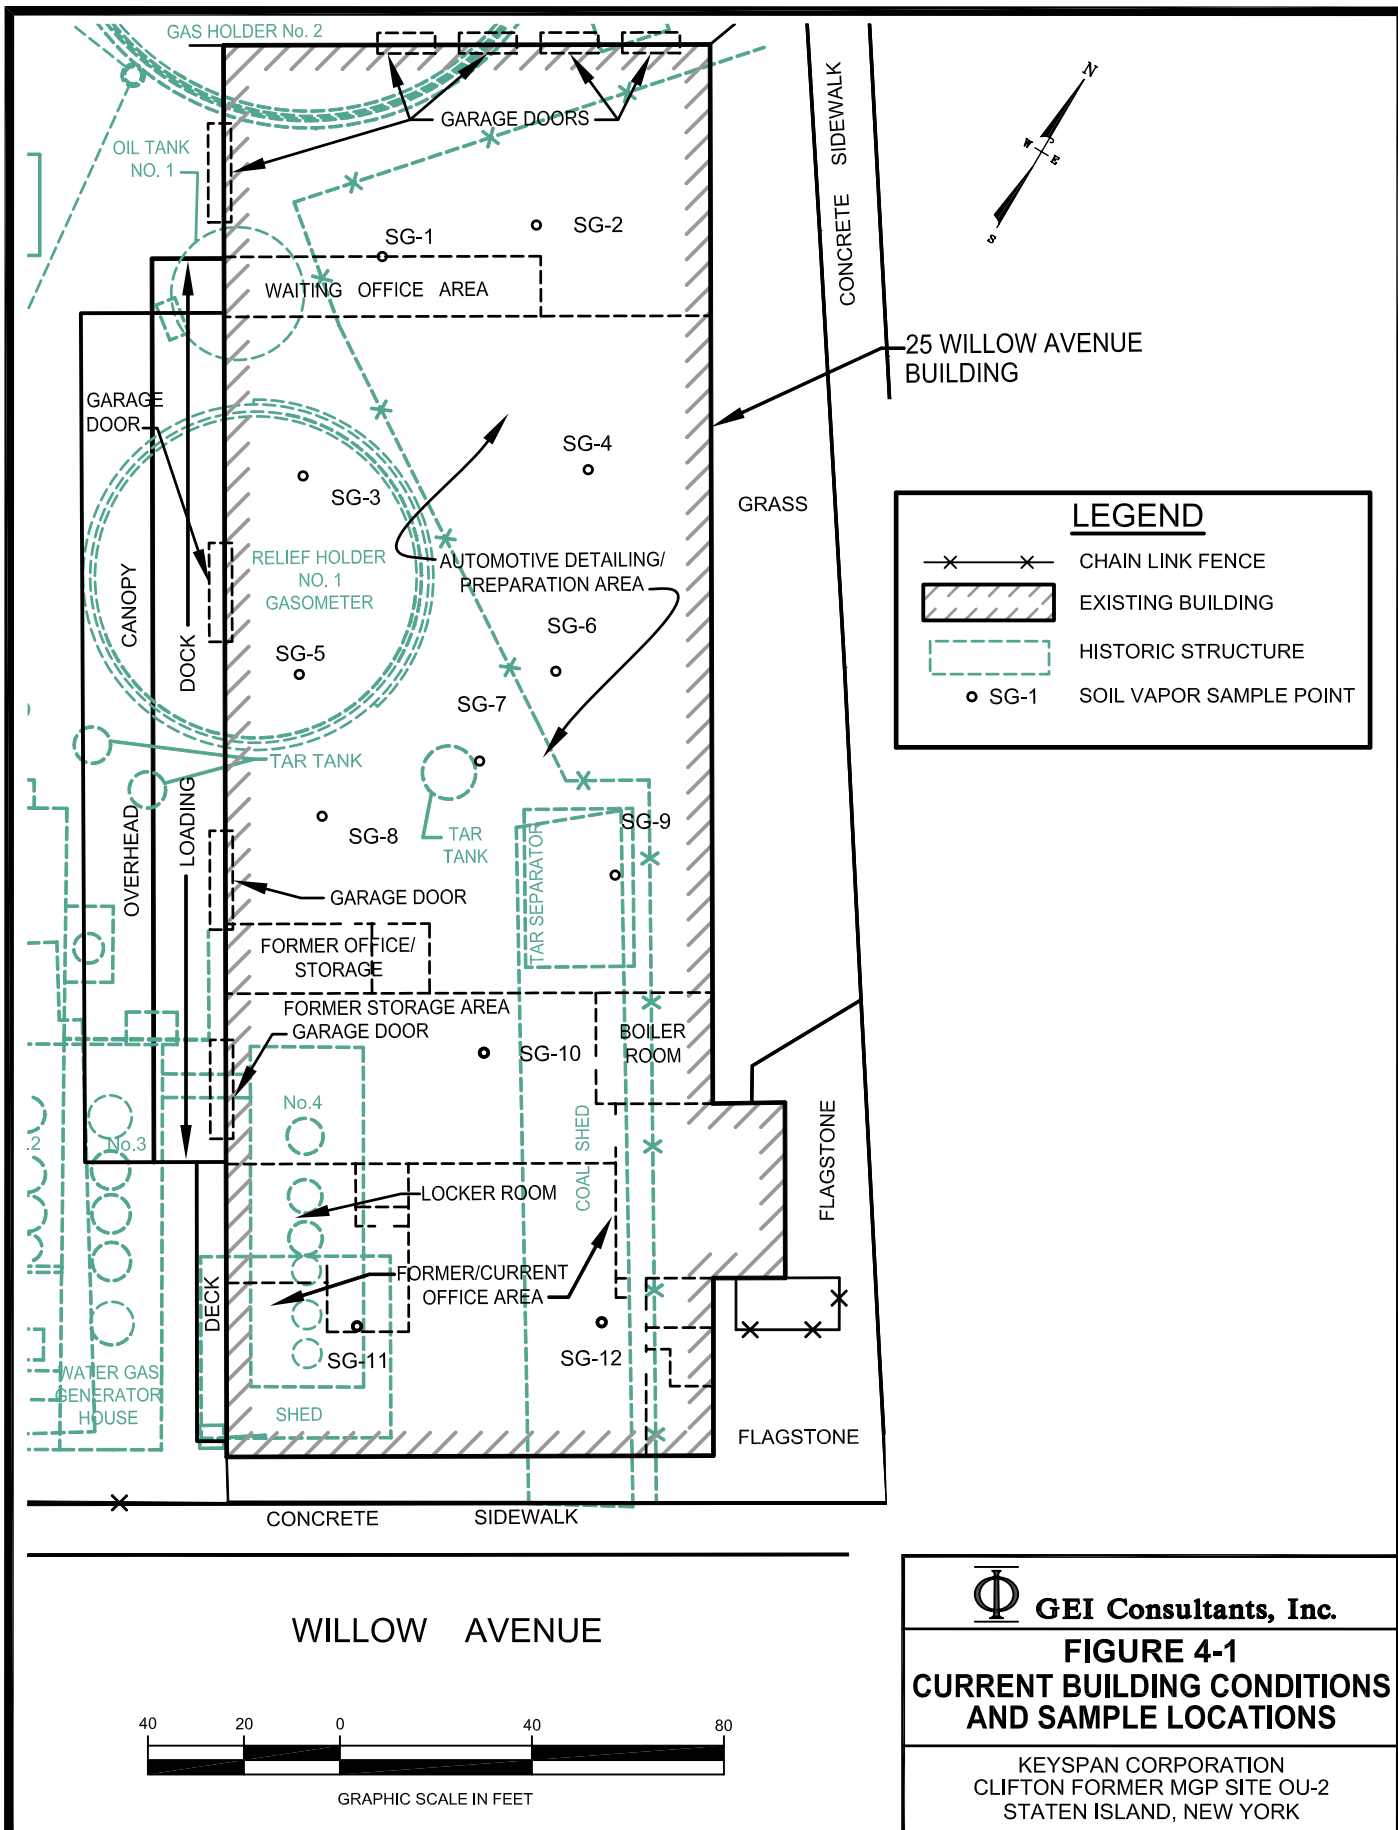 GAS HOLDER No. 2
GARAGE DOORS
OIL TANK
NO. 1
SG-1
SG-2
WAITING OFFICE AREA
CONCRETE SIDEWALK
N
W
E
S
25 WILLOW AVENUE
BUILDING
GARAGE
DOOR
SG-3
SG-4
GRASS
RELIEF HOLDER
NO. 1
GASOMETER
AUTOMOTIVE DETAILING/
PREPARATION AREA
OVERHEAD CANOPY
LOADING DOCK
SG-5
SG-6
SG-7
TAR TANK
SG-8
TAR
TANK
SG-9
TAR SEPARATOR
GARAGE DOOR
FORMER OFFICE/
STORAGE
FORMER STORAGE AREA
GARAGE DOOR
SG-10
BOILER
ROOM
No.4
No.3
.2
COAL SHED
FLAGSTONE
LOCKER ROOM
FORMER/CURRENT
OFFICE AREA
DECK
SG-11
SG-12
WATER GAS
GENERATOR
HOUSE
SHED
FLAGSTONE
CONCRETE SIDEWALK
LEGEND
CHAIN LINK FENCE
EXISTING BUILDING
HISTORIC STRUCTURE
SG-1 SOIL VAPOR SAMPLE POINT
WILLOW AVENUE
40 20 0 40 80
GRAPHIC SCALE IN FEET
GEI Consultants, Inc.
FIGURE 4-1
CURRENT BUILDING CONDITIONS
AND SAMPLE LOCATIONS
KEYSPAN CORPORATION
CLIFTON FORMER MGP SITE OU-2
STATEN ISLAND, NEW YORK